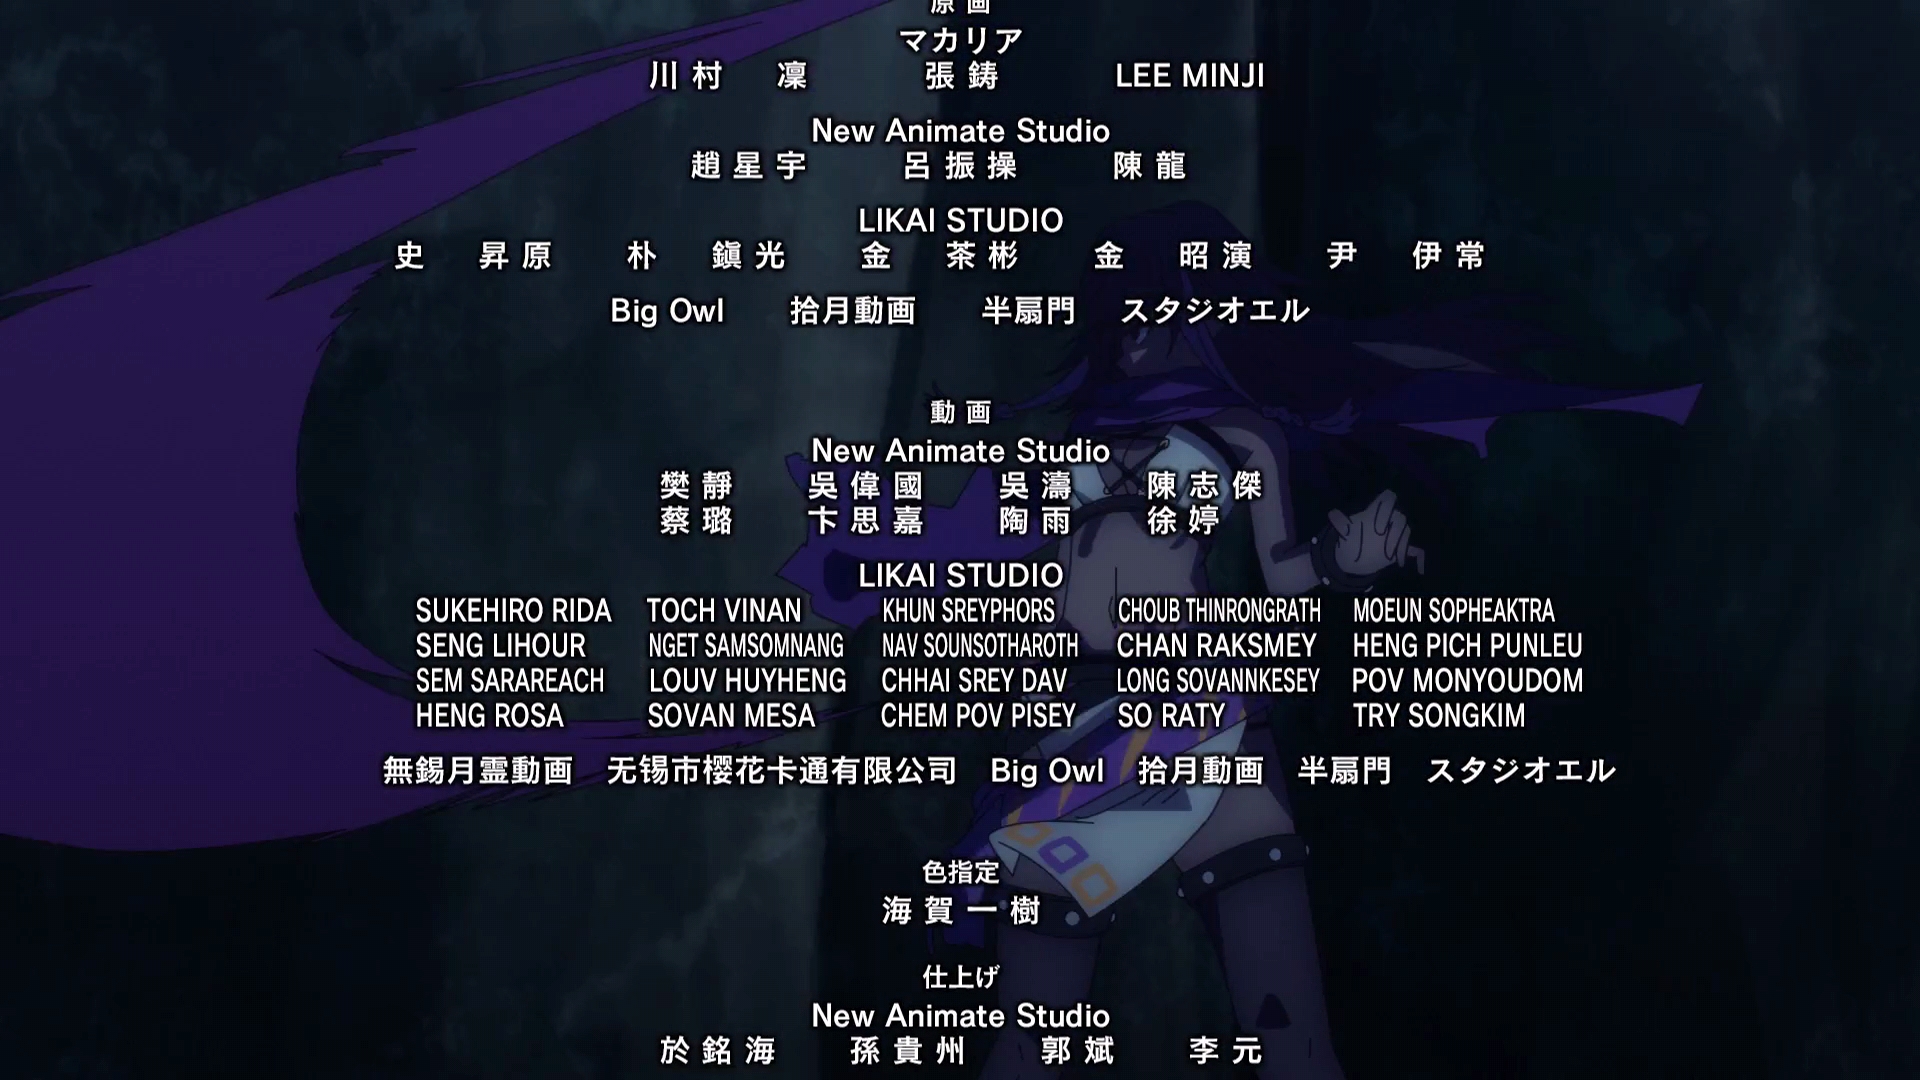 原画
マカリア
川村 凜 張鋳 LEE MINJI
New Animate Studio
趙星宇 呂振操 陳龍
LIKAI STUDIO
史 昇原 朴 鎭光 金 茶彬 金 昭演 尹 伊常
Big Owl 拾月動画 半扇門 スタジオエル
動画
New Animate Studio
樊靜 吳偉國 吳濤 陳志傑
蔡璐 卞思嘉 陶雨 徐婷
LIKAI STUDIO
SUKEHIRO RIDA TOCH VINAN KHUN SREYPHORS CHOUB THINRONGRATH MOEUN SOPHEAKTRA
SENG LIHOUR NGET SAMSOMNANG NAV SOUNSOTHAROTH CHAN RAKSMEY HENG PICH PUNLEU
SEM SARAREACH LOUV HUYHENG CHHAI SREY DAV LONG SOVANNKESEY POV MONYOUDOM
HENG ROSA SOVAN MESA CHEM POV PISEY SO RATY TRY SONGKIM
無錫月霊動画 无锡市樱花卡通有限公司 Big Owl 拾月動画 半扇門 スタジオエル
色指定
海賀一樹
仕上げ
New Animate Studio
於銘海 孫貴州 郭斌 李元